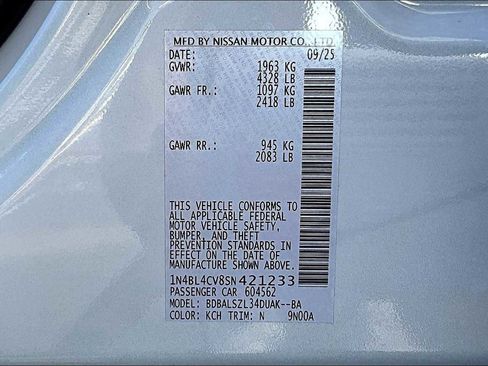 MFD BY NISSAN MOTOR CO., LTD
DATE: 09/25
GVWR: 1963 KG
4328 LB
GAWR FR.: 1097 KG
2418 LB
GAWR RR.: 945 KG
2083 LB
THIS VEHICLE CONFORMS TO
ALL APPLICABLE FEDERAL
MOTOR VEHICLE SAFETY,
BUMPER, AND THEFT
PREVENTION STANDARDS IN
EFFECT ON THE DATE OF
MANUFACTURE SHOWN ABOVE.
1N4BL4CV8SN421233
PASSENGER CAR 604562
MODEL: BDBALSZL34DUAK--BA
COLOR: KCH TRIM: N 9N00A